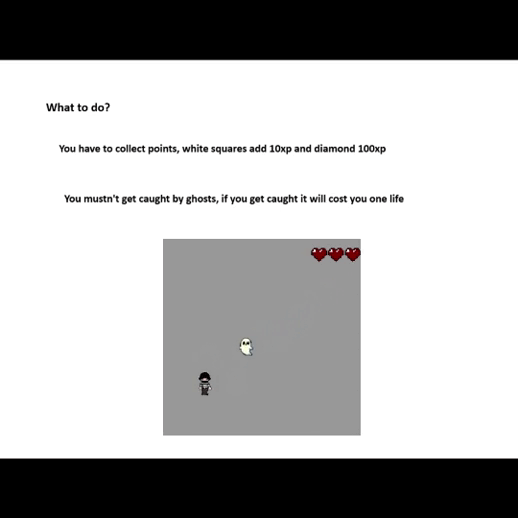 What to do?
You have to collect points, white squares add 10xp and diamond 100xp
You mustn't get caught by ghosts, if you get caught it will cost you one life